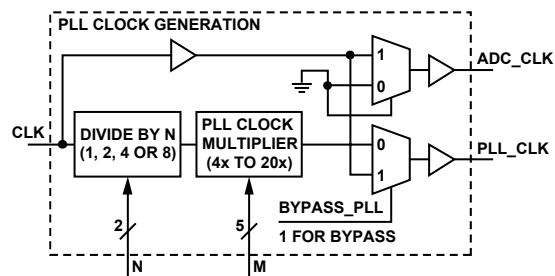 PLL CLOCK GENERATION
1
0
ADC_CLK
CLK
DIVIDE BY N
(1, 2, 4 OR 8)
PLL CLOCK
MULTIPLIER
(4x TO 20x)
0
1
PLL_CLK
BYPASS_PLL
1 FOR BYPASS
2
5
N
M